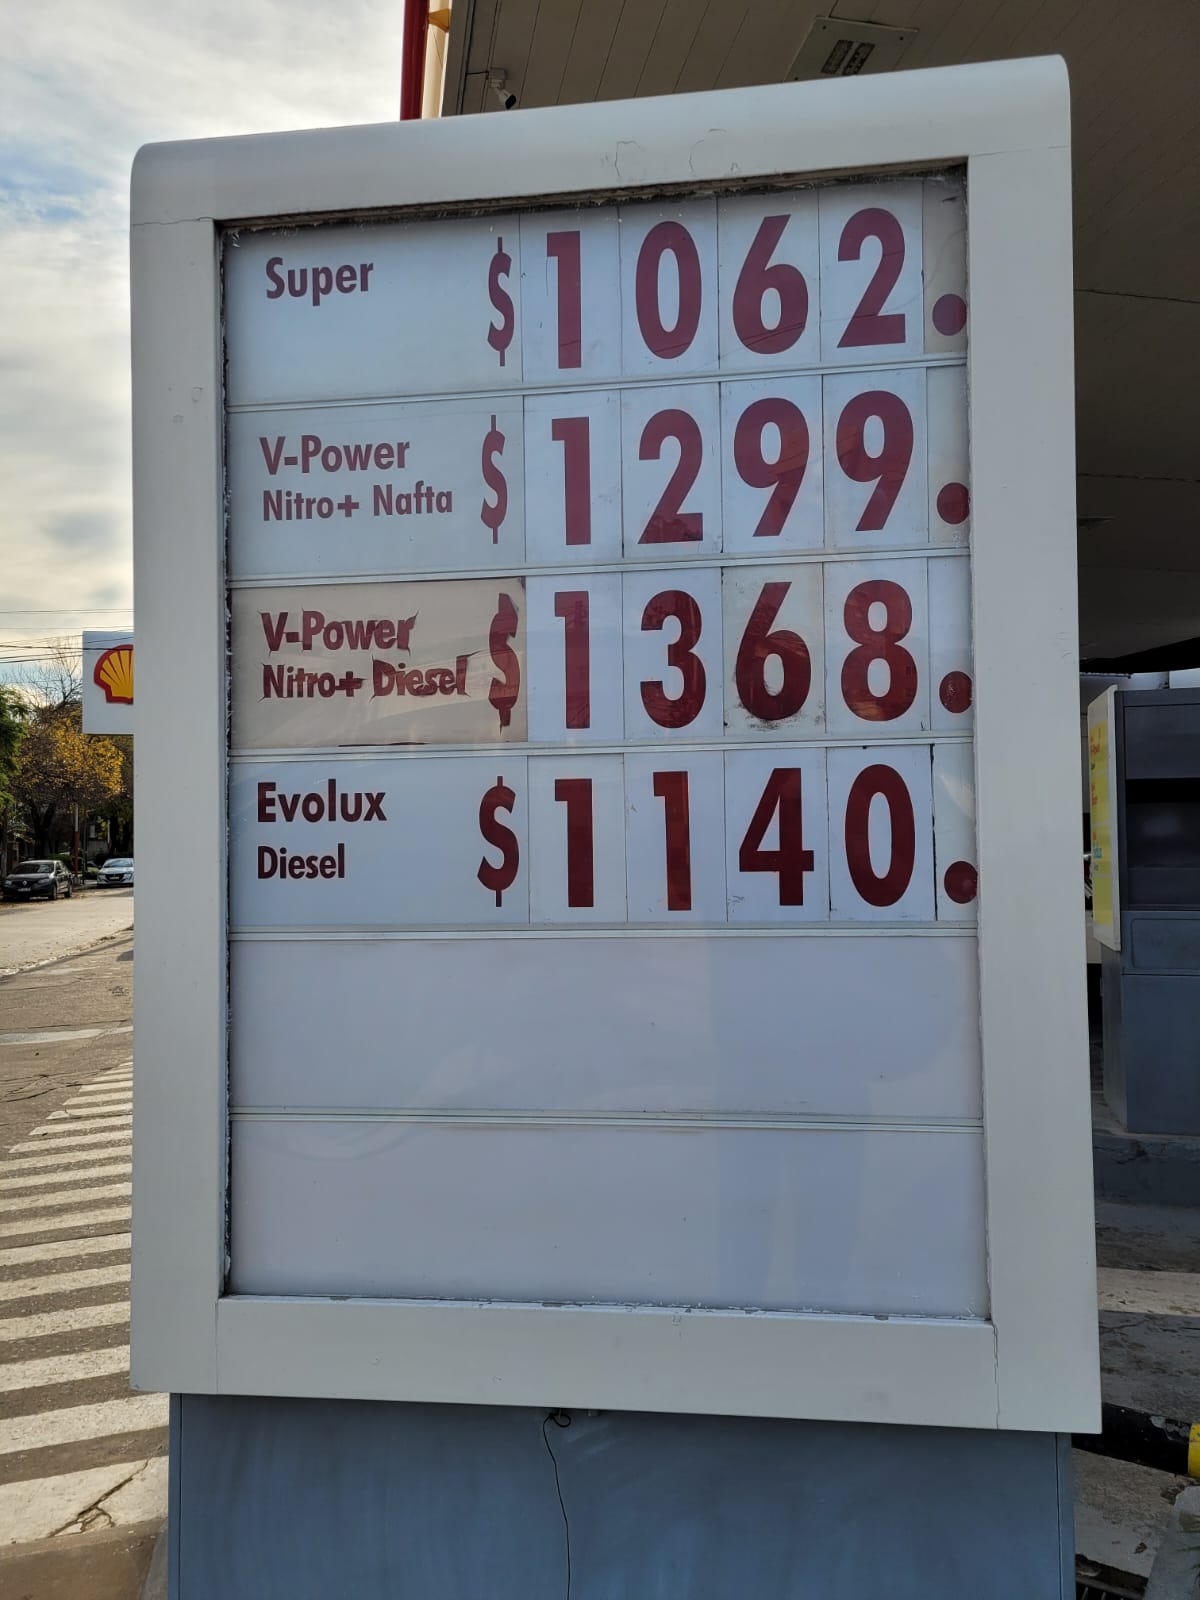 Super $ 1062.
V-Power $ 1299.
Nitro+ Nafta
V-Power $ 1368.
Nitro+ Diesel
Evolux $ 1140.
Diesel